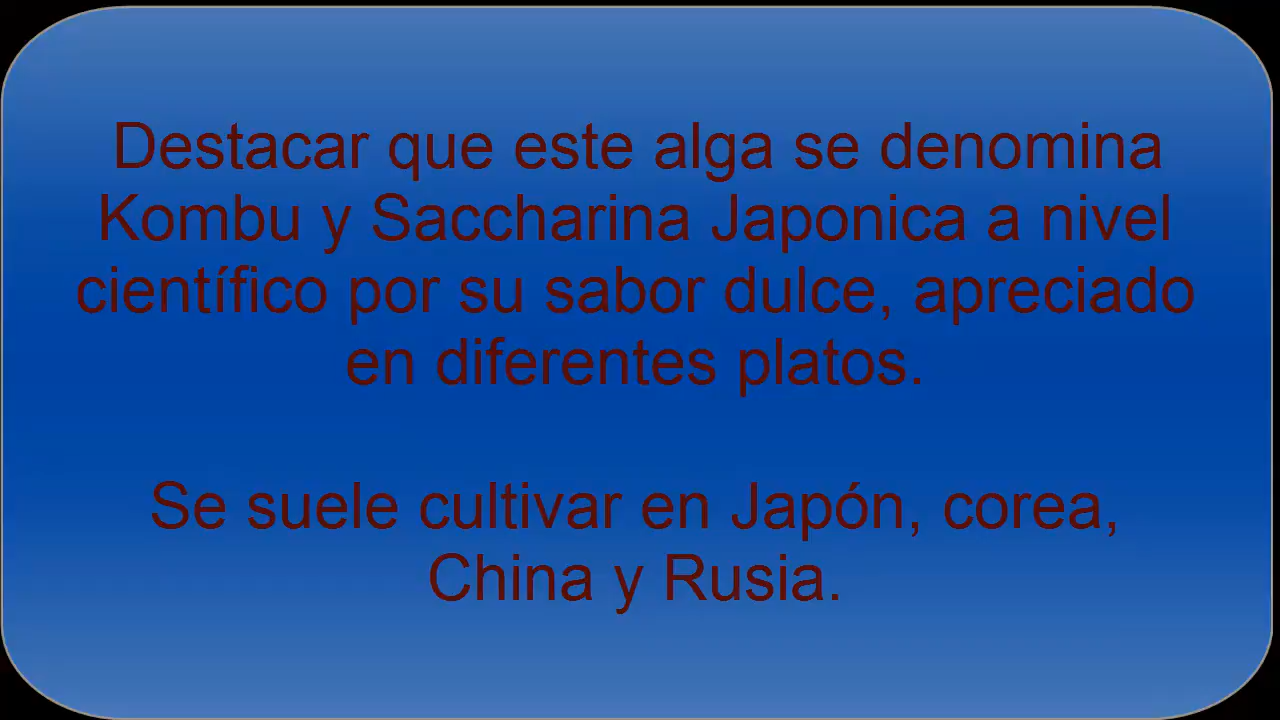 Destacar que este alga se denomina
Kombu y Saccharina Japonica a nivel
científico por su sabor dulce, apreciado
en diferentes platos.
Se suele cultivar en Japón, corea,
China y Rusia.